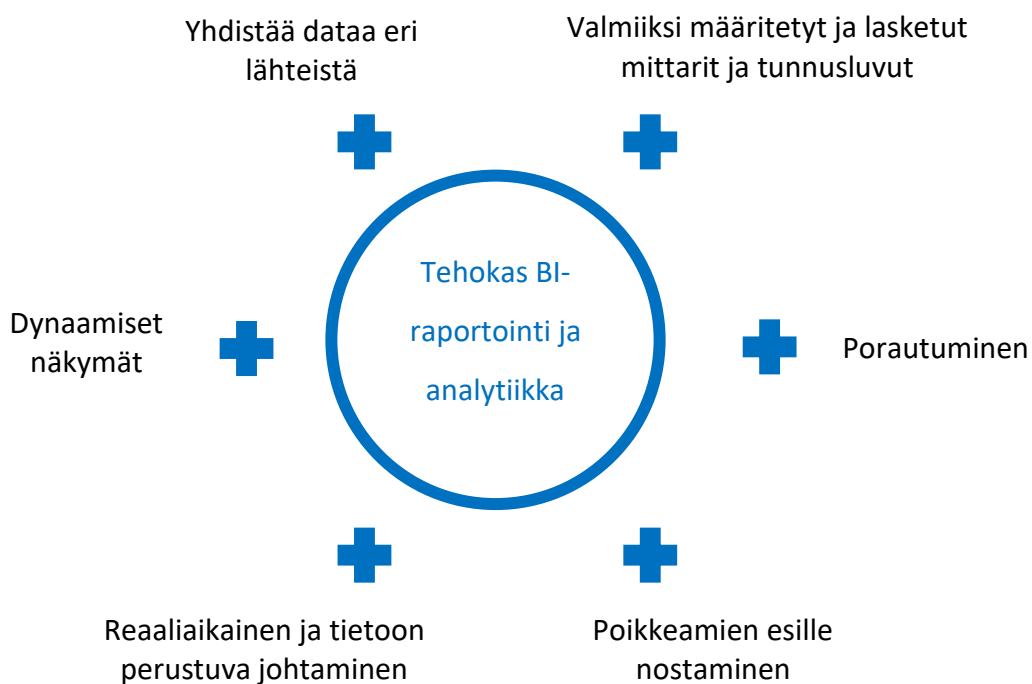 Yhdistää dataa eri
lähteistä
Valmiiksi määritetyt ja lasketut
mittarit ja tunnusluvut
Tehokas BI-
raportointi ja
analytiikka
Dynaamiset
näkymät
Porautuminen
Reaaliaikainen ja tietoon
perustuva johtaminen
Poikkeamien esille
nostaminen